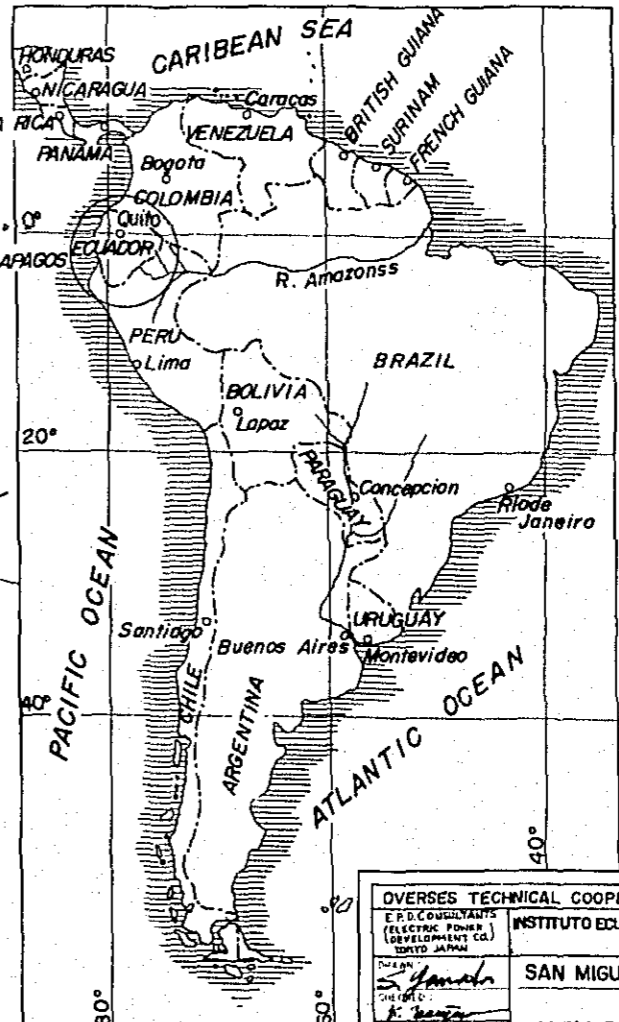 HONDURAS
CARIBEAN SEA
NICARAGUA
RICA
PANAMA
Caracas
VENEZUELA
BRITISH GUIANA
SURINAM
FRENCH GUIANA
Bogota
COLOMBIA
0°
Quito
ECUADOR
APAGOS
R. Amazonss
PERU
Lima
BRAZIL
BOLIVIA
Lapaz
20°
PARAGUAY
Concepcion
Riode
Janeiro
PACIFIC OCEAN
Santiago
Buenos Aires
URUGUAY
Montevideo
40°
CHILE
ARGENTINA
ATLANTIC OCEAN
40°
OVERSES TECHNICAL COOP
E.P.D.C. CONSULTANTS
(ELECTRIC POWER
DEVELOPMENT CO.)
TOKYO JAPAN
INSTITUTO ECU
SAN MIGU